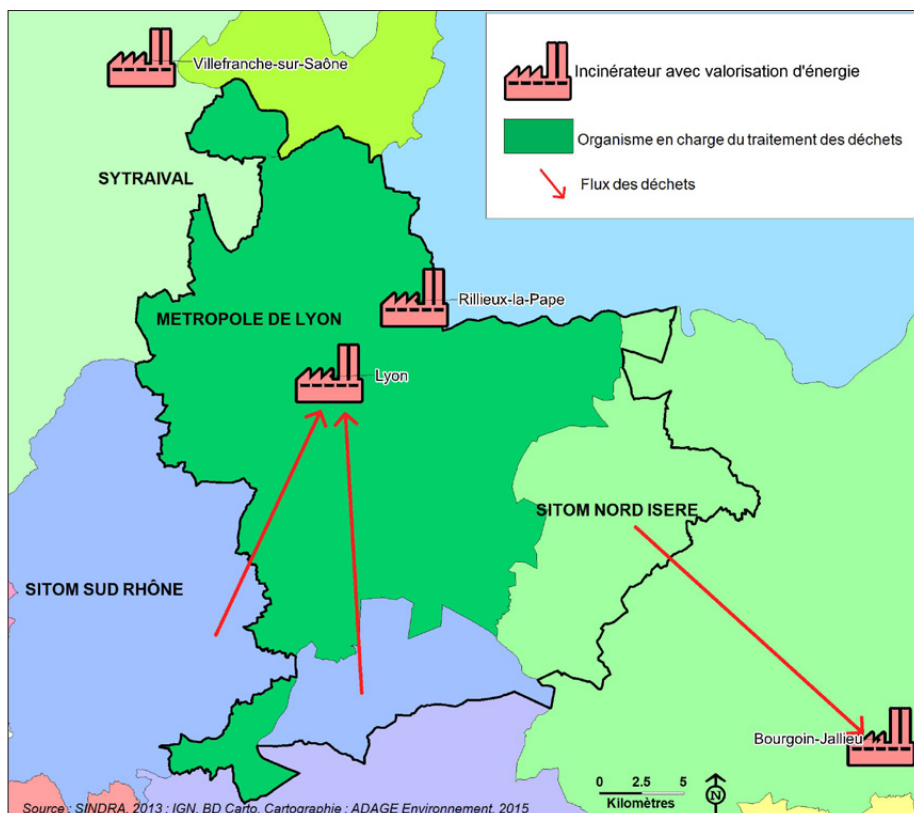 Villefranche-sur-Saône
Incinérateur avec valorisation d'énergie
Organisme en charge du traitement des déchets
Flux des déchets
SYTRAIVAL
Rillieux-la-Pape
METROPOLE DE LYON
Lyon
SITOM NORD ISERE
SITOM SUD RHÔNE
Bourgoin-Jallieu
0 2.5 5
Kilomètres
N
Source : SINDRA, 2013 ; IGN, BD Carto, Cartographie : ADAGE Environnement, 2015